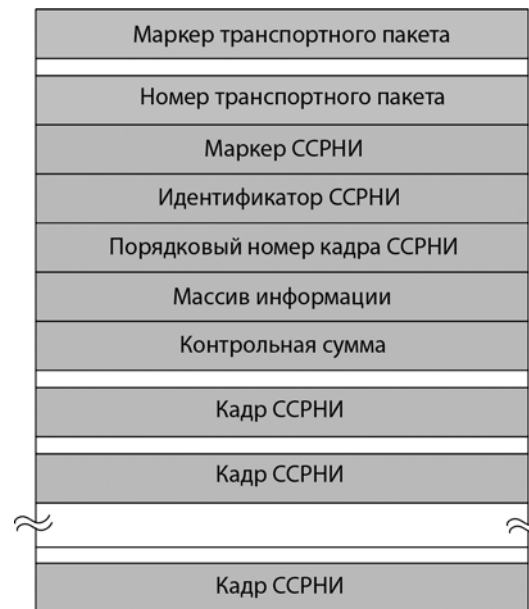 Маркер транспортного пакета
Номер транспортного пакета
Маркер ССРНИ
Идентификатор ССРНИ
Порядковый номер кадра ССРНИ
Массив информации
Контрольная сумма
Кадр ССРНИ
Кадр ССРНИ
Кадр ССРНИ